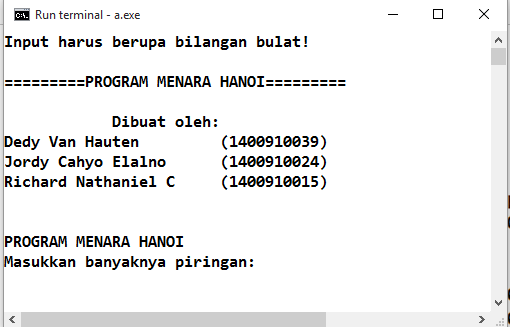 Run terminal - a.exe
Input harus berupa bilangan bulat!
=========PROGRAM MENARA HANOI=========
Dibuat oleh:
Dedy Van Hauten (1400910039)
Jordy Cahyo Elalno (1400910024)
Richard Nathaniel C (1400910015)
PROGRAM MENARA HANOI
Masukkan banyaknya piringan: